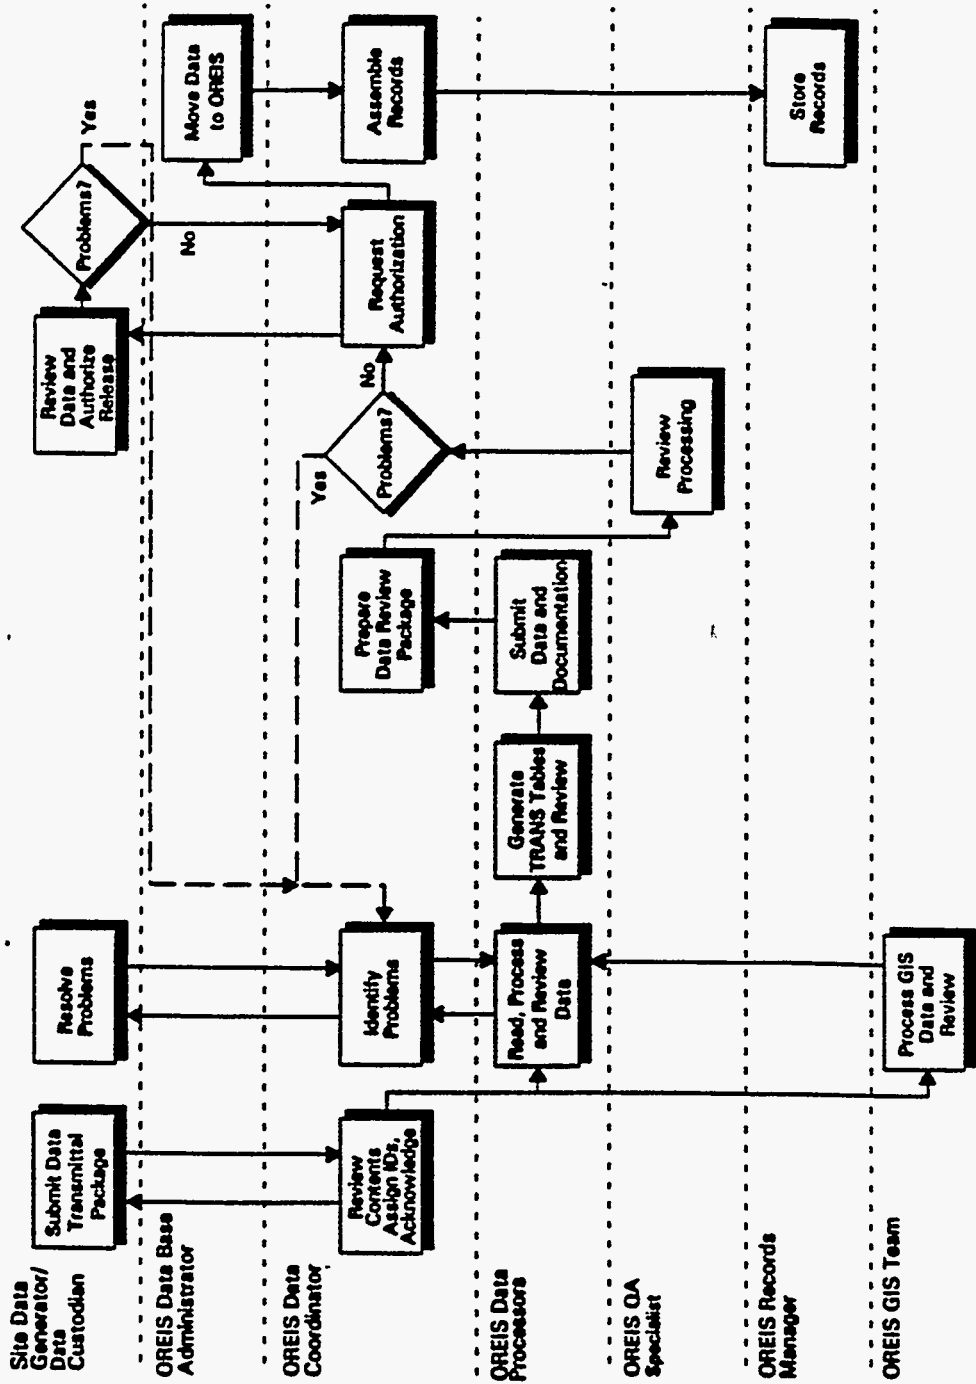 Site Data
Generator/
Data
Custodian
Submit Data
Transmittal
Package
Resolve
Problems
Review
Data and
Authorize
Release
Problems?
Yes
No
OREIS Data Base
Administrator
Move Data
to OREIS
OREIS Data
Coordinator
Review
Contents
Assign IDs,
Acknowledge
Identify
Problems
Prepare
Data Review
Package
Yes
Problems?
No
Request
Authorization
Assemble
Records
OREIS Data
Processors
Read, Process
and Review
Data
Generate
TRANS Tables
and Review
Submit
Data and
Documentation
OREIS QA
Specialist
Review
Processing
OREIS Records
Manager
Store
Records
OREIS GIS Team
Process GIS
Data and
Review